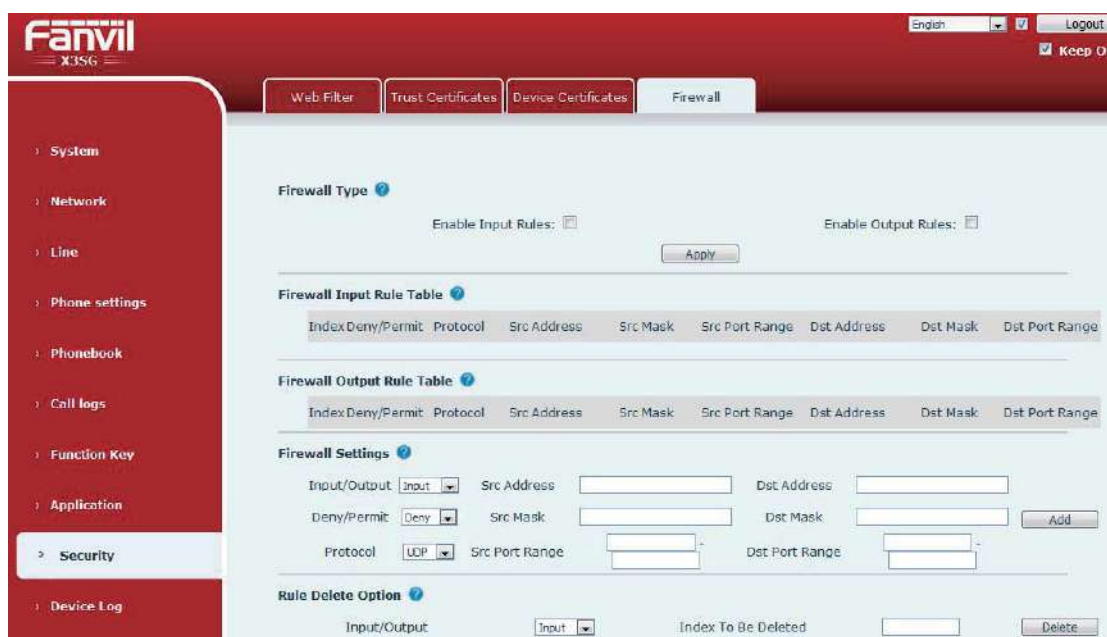 Fanvil
X3SG
English Logout
Keep O
Web Filter Trust Certificates Device Certificates Firewall
System
Network
Line
Phone settings
Phonebook
Call logs
Function Key
Application
Security
Device Log
Firewall Type
Enable Input Rules: Enable Output Rules:
Apply
Firewall Input Rule Table
Index Deny/Permit Protocol Src Address Src Mask Src Port Range Dst Address Dst Mask Dst Port Range
Firewall Output Rule Table
Index Deny/Permit Protocol Src Address Src Mask Src Port Range Dst Address Dst Mask Dst Port Range
Firewall Settings
Input/Output Input Src Address Dst Address
Deny/Permit Deny Src Mask Dst Mask Add
Protocol UDP Src Port Range - Dst Port Range -
Rule Delete Option
Input/Output Input Index To Be Deleted Delete